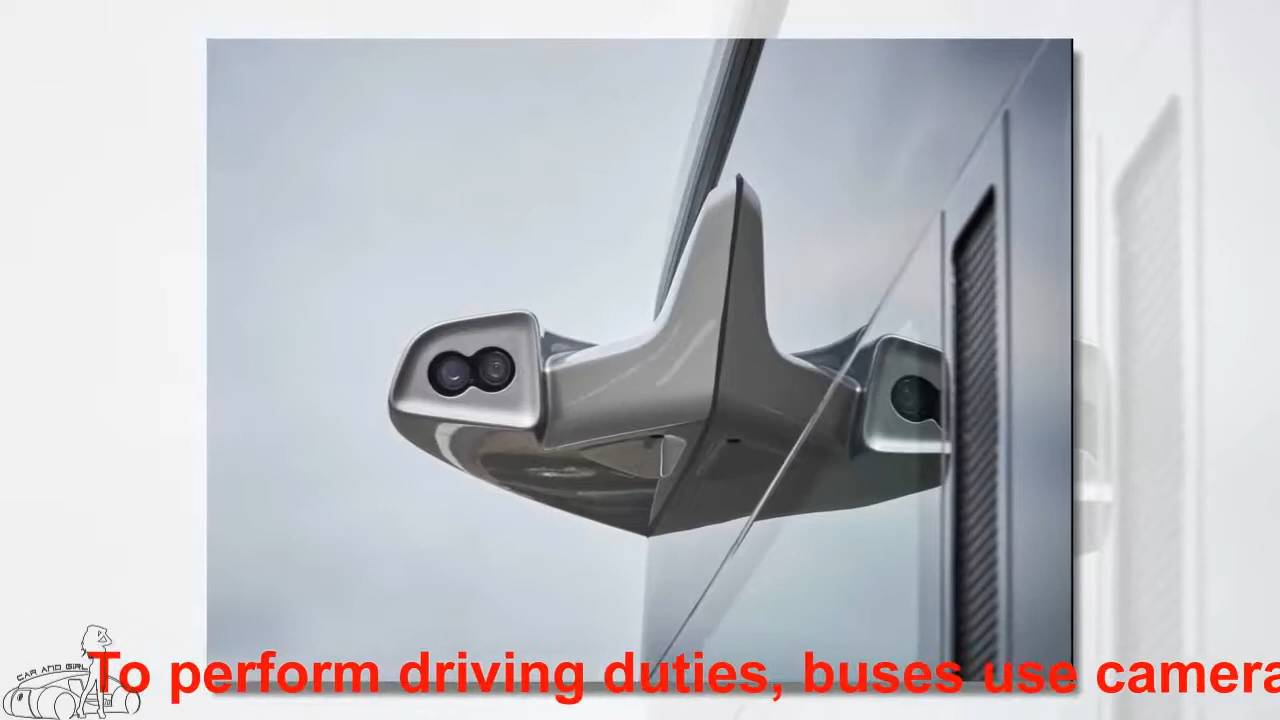 CAR AND GIRL
To perform driving duties, buses use camera